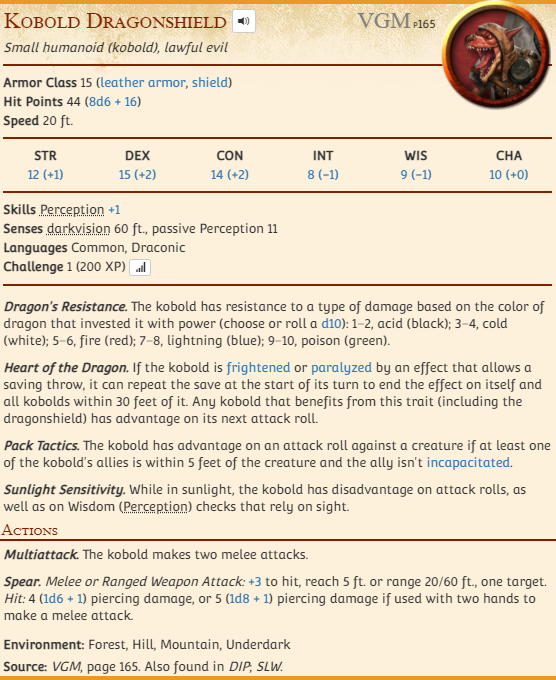 Kobold Dragonshield VGM p165
Small humanoid (kobold), lawful evil
Armor Class 15 (leather armor, shield)
Hit Points 44 (8d6 + 16)
Speed 20 ft.
STR DEX CON INT WIS CHA
12 (+1) 15 (+2) 14 (+2) 8 (−1) 9 (−1) 10 (+0)
Skills Perception +1
Senses darkvision 60 ft., passive Perception 11
Languages Common, Draconic
Challenge 1 (200 XP)
Dragon's Resistance. The kobold has resistance to a type of damage based on the color of
dragon that invested it with power (choose or roll a d10): 1–2, acid (black); 3–4, cold
(white); 5–6, fire (red); 7–8, lightning (blue); 9–10, poison (green).
Heart of the Dragon. If the kobold is frightened or paralyzed by an effect that allows a
saving throw, it can repeat the save at the start of its turn to end the effect on itself and
all kobolds within 30 feet of it. Any kobold that benefits from this trait (including the
dragonshield) has advantage on its next attack roll.
Pack Tactics. The kobold has advantage on an attack roll against a creature if at least one
of the kobold's allies is within 5 feet of the creature and the ally isn't incapacitated.
Sunlight Sensitivity. While in sunlight, the kobold has disadvantage on attack rolls, as
well as on Wisdom (Perception) checks that rely on sight.
Actions
Multiattack. The kobold makes two melee attacks.
Spear. Melee or Ranged Weapon Attack: +3 to hit, reach 5 ft. or range 20/60 ft., one target.
Hit: 4 (1d6 + 1) piercing damage, or 5 (1d8 + 1) piercing damage if used with two hands to
make a melee attack.
Environment: Forest, Hill, Mountain, Underdark
Source: VGM, page 165. Also found in DIP; SLW.